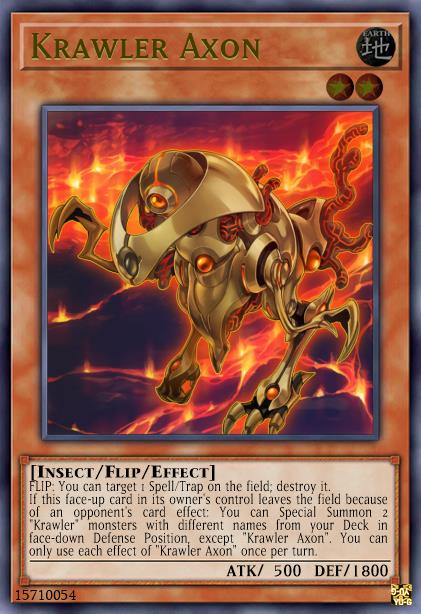 Krawler Axon
EARTH
地
[Insect/Flip/Effect]
FLIP: You can target 1 Spell/Trap on the field; destroy it.
If this face-up card in its owner's control leaves the field because
of an opponent's card effect: You can Special Summon 2
"Krawler" monsters with different names from your Deck in
face-down Defense Position, except "Krawler Axon". You can
only use each effect of "Krawler Axon" once per turn.
ATK/ 500 DEF/1800
15710054